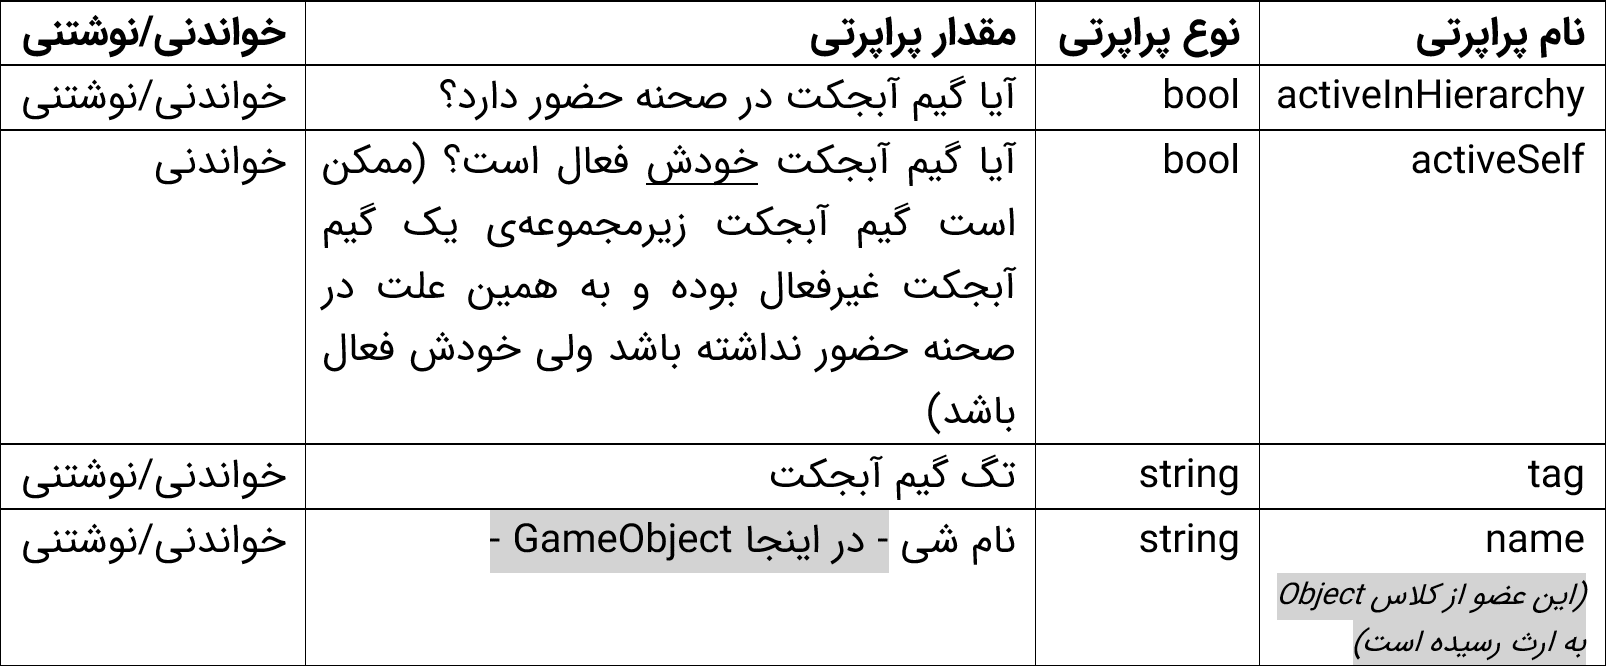 نام پراپرتی نوع پراپرتی مقدار پراپرتی خواندنی/نوشتنی
activeInHierarchy bool آیا گیم آبجکت در صحنه حضور دارد؟ خواندنی/نوشتنی
activeSelf bool آیا گیم آبجکت خودش فعال است؟ (ممکن خواندنی
است گیم آبجکت زیرمجموعه‌ی یک گیم
آبجکت غیرفعال بوده و به همین علت در
صحنه حضور نداشته باشد ولی خودش فعال
باشد)
tag string تگ گیم آبجکت خواندنی/نوشتنی
name string نام شی - در اینجا GameObject - خواندنی/نوشتنی
(این عضو از کلاس Object
به ارث رسیده است)